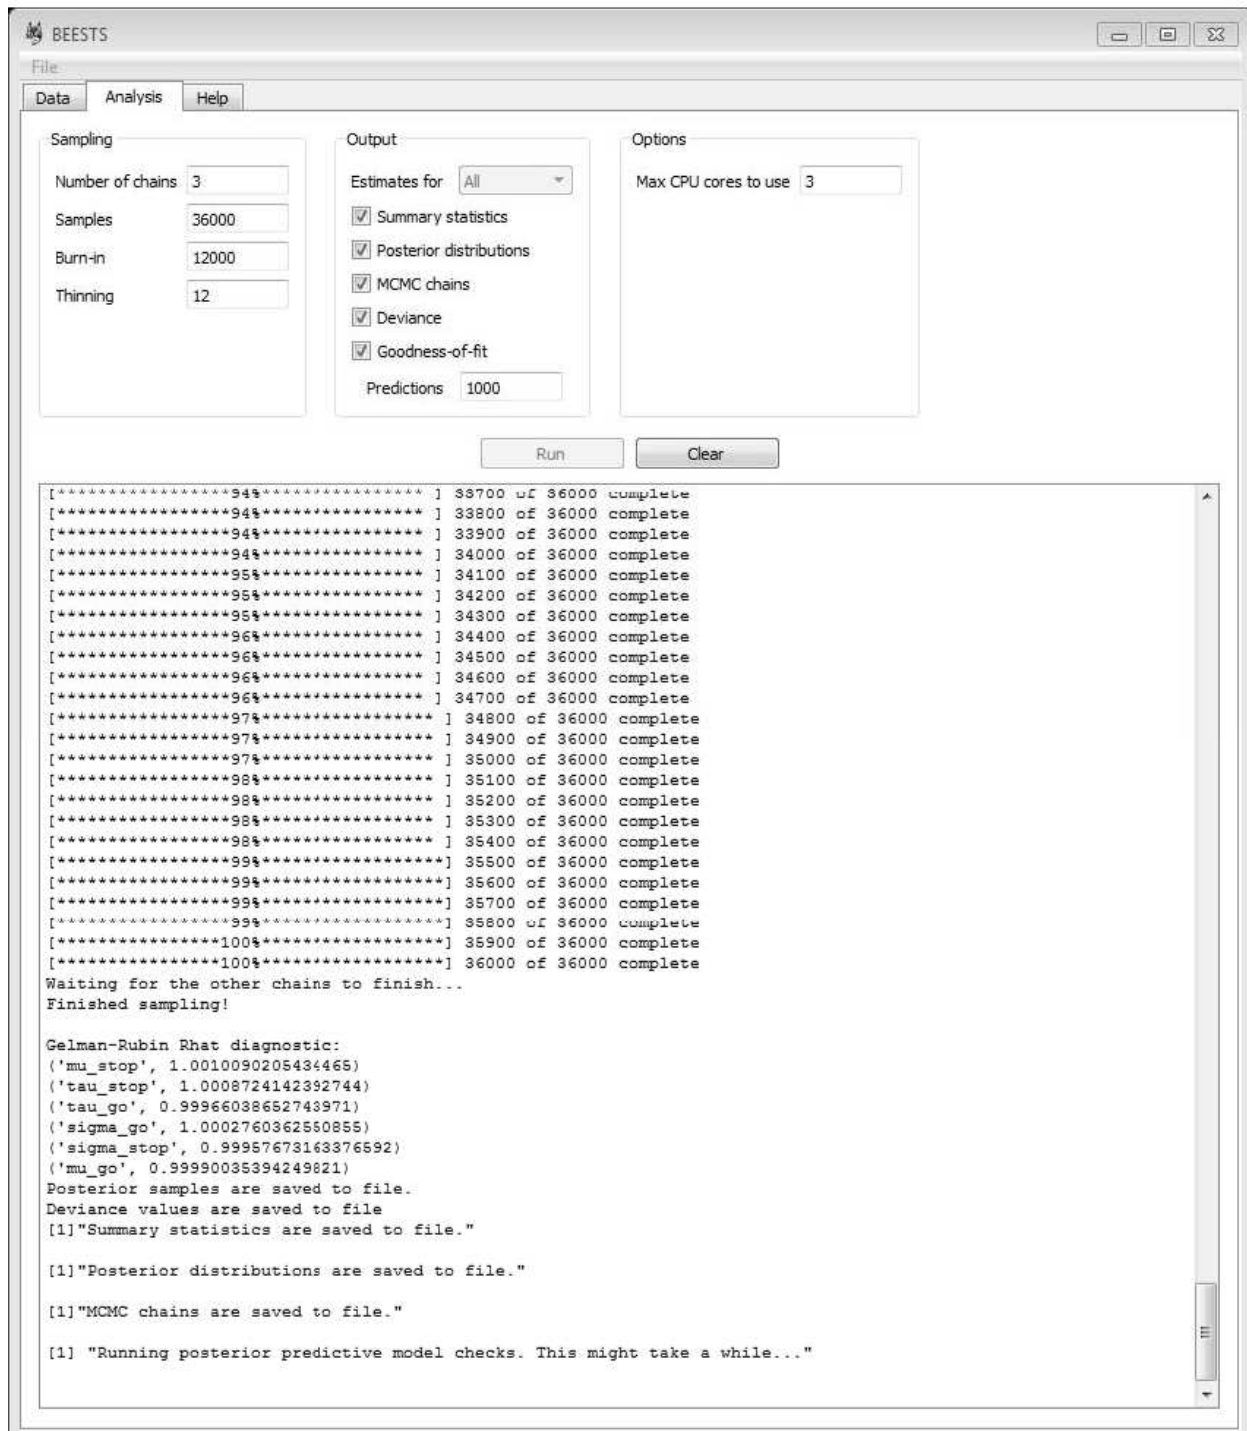 BEESTS
File
Data Analysis Help
Sampling Output Options
Number of chains 3 Estimates for All Max CPU cores to use 3
Samples 36000 Summary statistics
Burn-in 12000 Posterior distributions
Thinning 12 MCMC chains
Deviance
Goodness-of-fit
Predictions 1000
Run Clear
[*****************94%**************** ] 33700 of 36000 complete
[*****************94%**************** ] 33800 of 36000 complete
[*****************94%**************** ] 33900 of 36000 complete
[*****************94%**************** ] 34000 of 36000 complete
[*****************95%**************** ] 34100 of 36000 complete
[*****************95%**************** ] 34200 of 36000 complete
[*****************95%**************** ] 34300 of 36000 complete
[*****************96%**************** ] 34400 of 36000 complete
[*****************96%**************** ] 34500 of 36000 complete
[*****************96%**************** ] 34600 of 36000 complete
[*****************96%**************** ] 34700 of 36000 complete
[*****************97%***************** ] 34800 of 36000 complete
[*****************97%***************** ] 34900 of 36000 complete
[*****************97%***************** ] 35000 of 36000 complete
[*****************98%***************** ] 35100 of 36000 complete
[*****************98%***************** ] 35200 of 36000 complete
[*****************98%***************** ] 35300 of 36000 complete
[*****************98%***************** ] 35400 of 36000 complete
[*****************99%******************] 35500 of 36000 complete
[*****************99%******************] 35600 of 36000 complete
[*****************99%******************] 35700 of 36000 complete
[*****************99%******************] 35800 of 36000 complete
[****************100%******************] 35900 of 36000 complete
[****************100%******************] 36000 of 36000 complete
Waiting for the other chains to finish...
Finished sampling!
Gelman-Rubin Rhat diagnostic:
('mu_stop', 1.0010090205434465)
('tau_stop', 1.0008724142392744)
('tau_go', 0.99966038652743971)
('sigma_go', 1.0002760362550855)
('sigma_stop', 0.99957673163376592)
('mu_go', 0.99990035394249821)
Posterior samples are saved to file.
Deviance values are saved to file
[1]"Summary statistics are saved to file."
[1]"Posterior distributions are saved to file."
[1]"MCMC chains are saved to file."
[1] "Running posterior predictive model checks. This might take a while..."